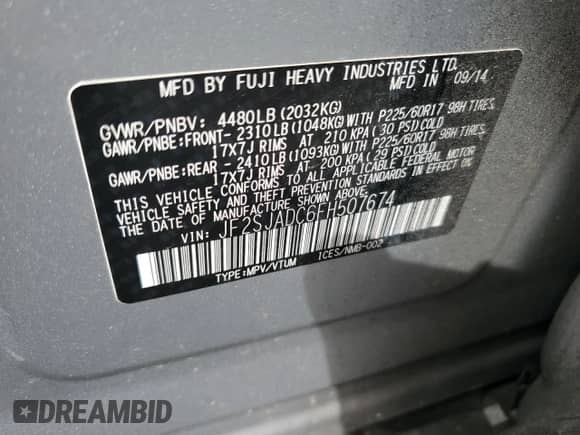 MFD BY FUJI HEAVY INDUSTRIES LTD.
MFD IN 09/14
GVWR/PNBV: 4480LB(2032KG)
GAWR/PNBE:FRONT- 2310LB(1048KG)WITH P225/60R17 98H TIRES,
17X7J RIMS AT 210 KPA( 30 PSI)COLD
GAWR/PNBE:REAR - 2410LB(1093KG)WITH P225/60R17 98H TIRES,
17X7J RIMS AT 200 KPA( 29 PSI)COLD
THIS VEHICLE CONFORMS TO ALL APPLICABLE FEDERAL MOTOR
VEHICLE SAFETY AND BUMPER STANDARDS IN EFFECT ON
THE DATE OF MANUFACTURE SHOWN ABOVE.
VIN: JF2SJADC6FH507674
TYPE:MPV/VTUM ICES/NMB-002
DREAMBID